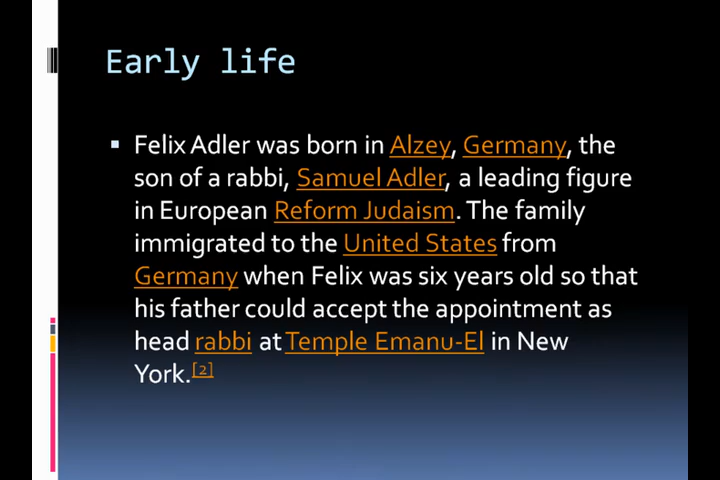 Early life
Felix Adler was born in Alzey, Germany, the
son of a rabbi, Samuel Adler, a leading figure
in European Reform Judaism. The family
immigrated to the United States from
Germany when Felix was six years old so that
his father could accept the appointment as
head rabbi at Temple Emanu-El in New
York.[2]